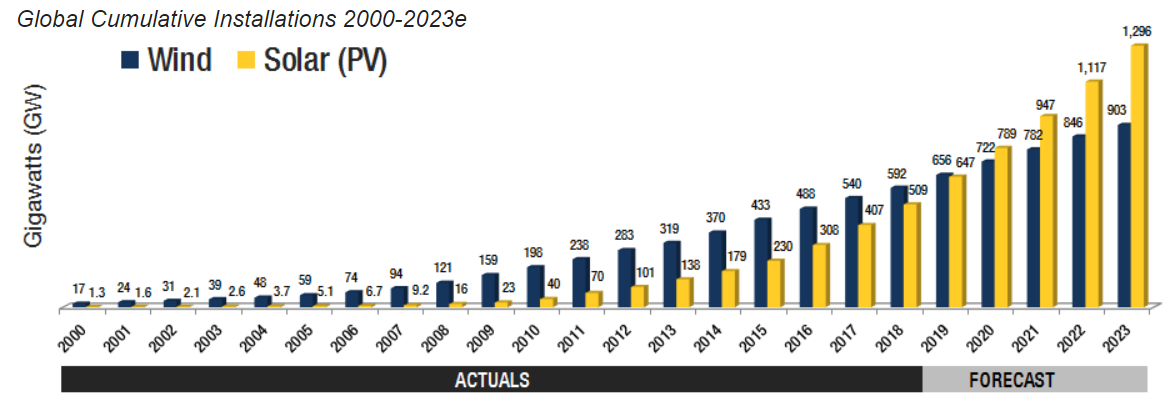 Global Cumulative Installations 2000-2023e
Wind Solar (PV)
Gigawatts (GW)
17 1.3 24 1.6 31 2.1 39 2.6 48 3.7 59 5.1 74 6.7 94 9.2 121 16 159 23 198 40 238 70 283 101 319 138 370 179 433 230 488 308 540 407 592 509 656 647 722 789 782 947 846 1,117 903 1,296
2000 2001 2002 2003 2004 2005 2006 2007 2008 2009 2010 2011 2012 2013 2014 2015 2016 2017 2018 2019 2020 2021 2022 2023
ACTUALS FORECAST